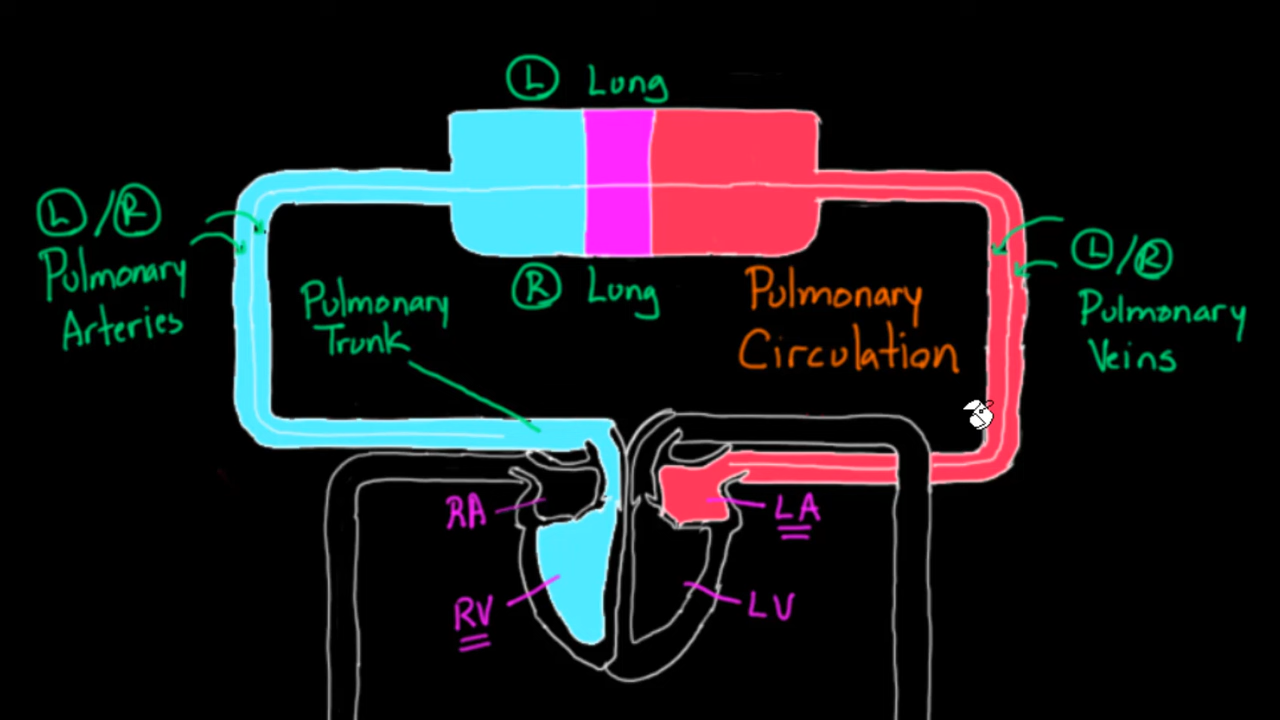 Ⓛ Lung
Ⓛ/Ⓡ
Pulmonary
Arteries
Pulmonary
Trunk
Ⓡ Lung
Pulmonary
Circulation
Ⓛ/Ⓡ
Pulmonary
Veins
RA
LA
RV
LV